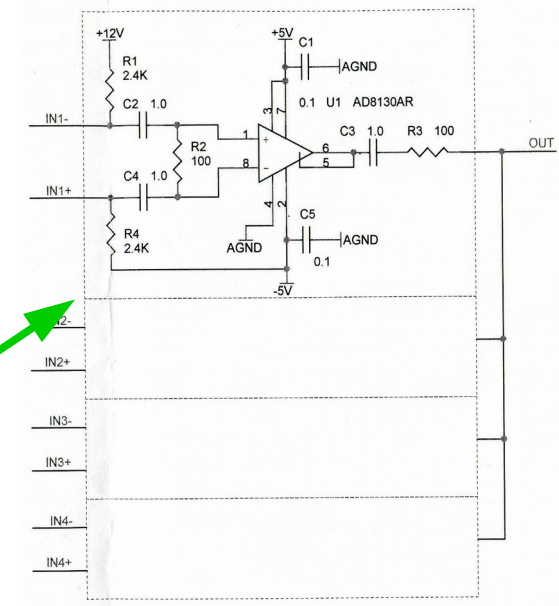 +12V
+5V
C1
R1
2.4K
AGND
C2 1.0
3
7
0.1 U1 AD8130AR
IN1-
1
+
R2
100
6
5
C3 1.0
R3 100
OUT
8
-
C4 1.0
IN1+
4
2
R4
2.4K
AGND
C5
AGND
0.1
-5V
IN2+
IN3-
IN3+
IN4-
IN4+